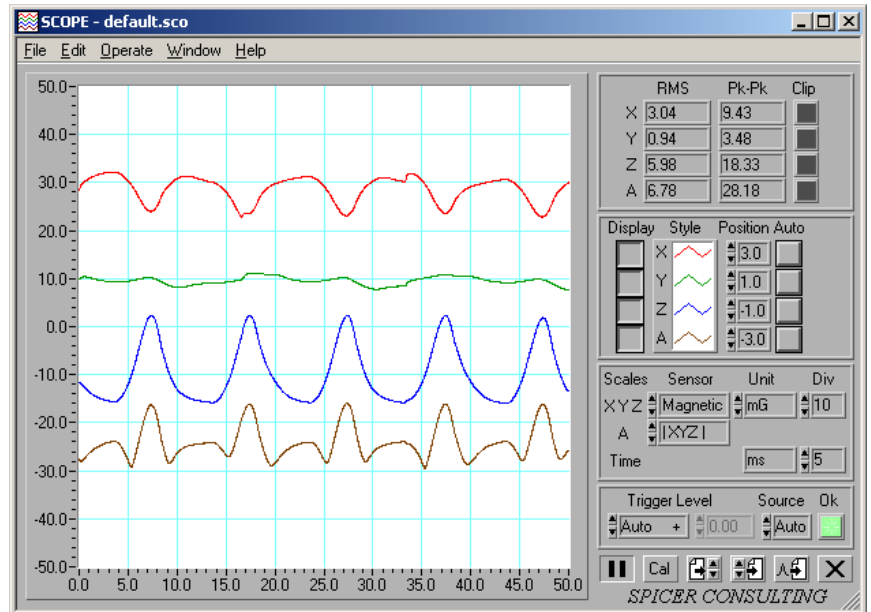 SCOPE - default.sco
File Edit Operate Window Help
50.0
40.0
30.0
20.0
10.0
0.0
-10.0
-20.0
-30.0
-40.0
-50.0
0.0 5.0 10.0 15.0 20.0 25.0 30.0 35.0 40.0 45.0 50.0
RMS Pk-Pk Clip
X 3.04 9.43
Y 0.94 3.48
Z 5.98 18.33
A 6.78 28.18
Display Style Position Auto
X 3.0
Y 1.0
Z -1.0
A -3.0
Scales Sensor Unit Div
XYZ Magnetic mG 10
A |XYZ|
Time ms 5
Trigger Level Source Ok
Auto + 0.00 Auto
Cal
SPICER CONSULTING